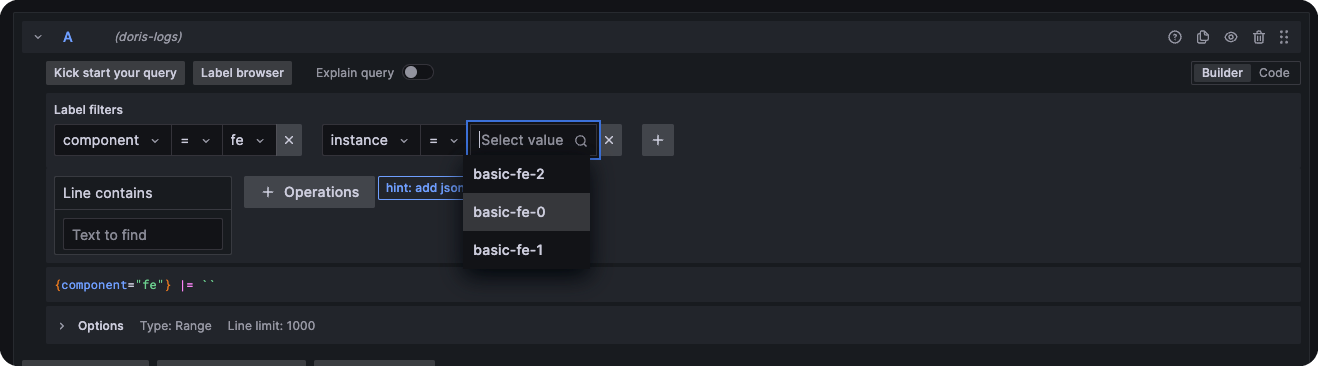 A (doris-logs)
Kick start your query Label browser Explain query Builder Code
Label filters
component = fe instance = Select value
basic-fe-2
basic-fe-0
basic-fe-1
Line contains + Operations hint: add json
Text to find
{component="fe"} |= ``
Options Type: Range Line limit: 1000